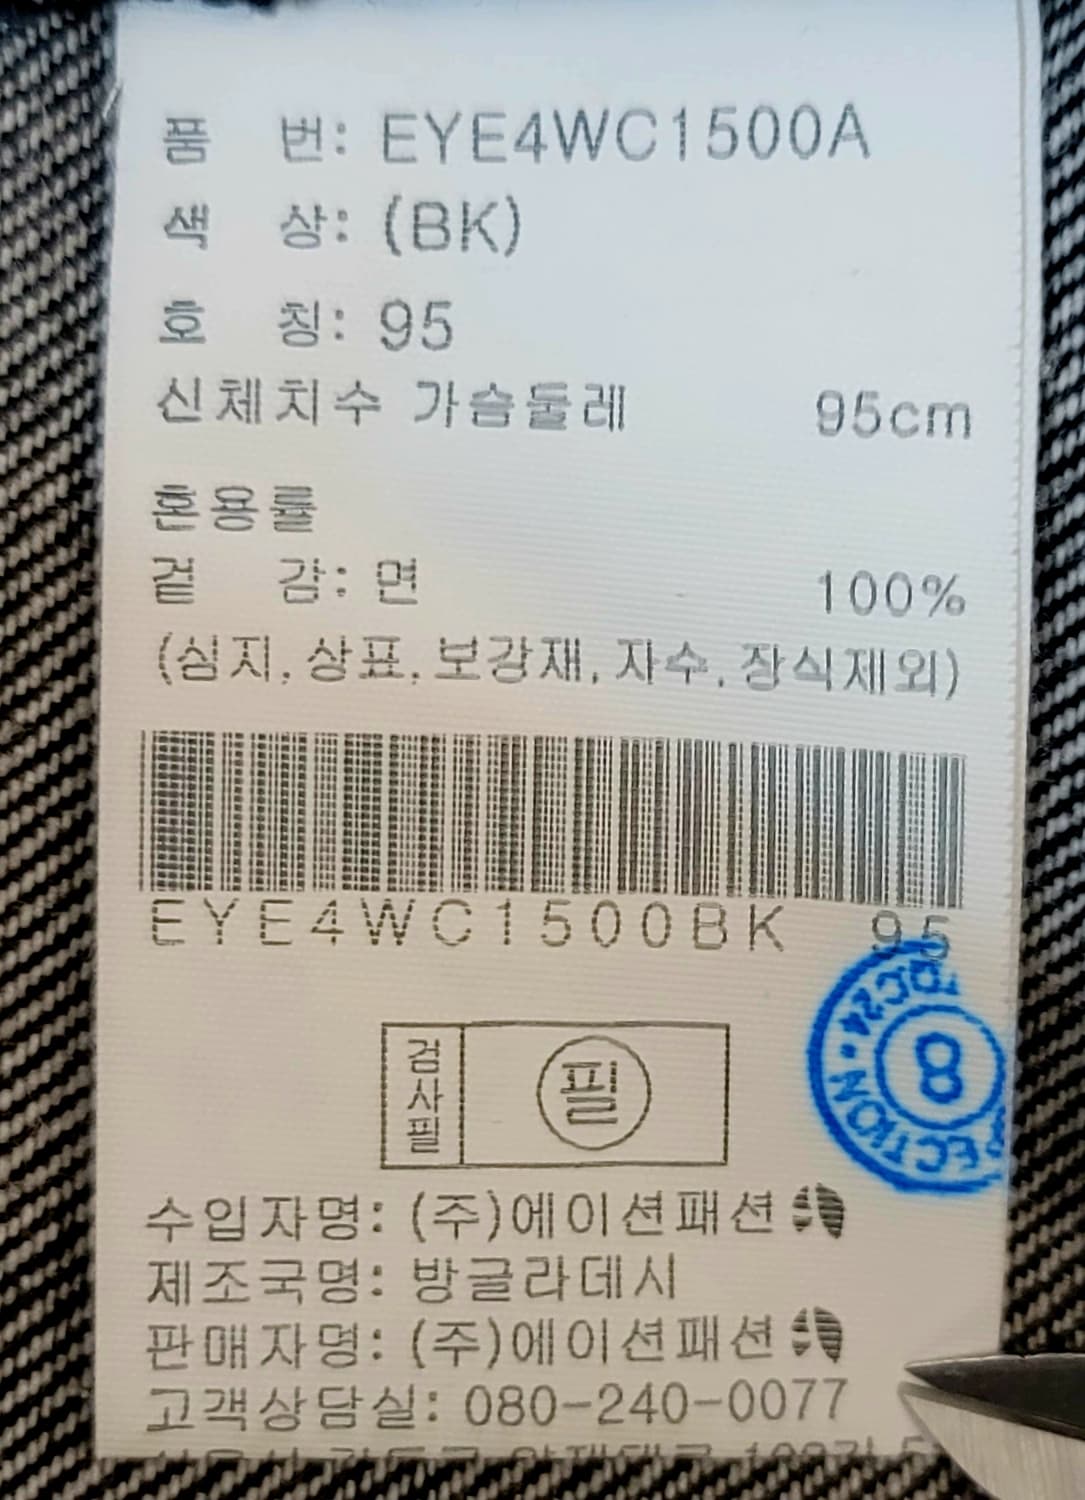 품 번: EYE4WC1500A
색 상: (BK)
호 칭: 95
신체치수 가슴둘레 95cm
혼용률
겉 감: 면 100%
(심지, 상표, 보강재, 자수, 장식제외)
EYE4WC1500BK 95
TQC24 • N
8
PECTION
검사필
필
수입자명: (주)에이션패션
제조국명: 방글라데시
판매자명: (주)에이션패션
고객상담실: 080-240-0077